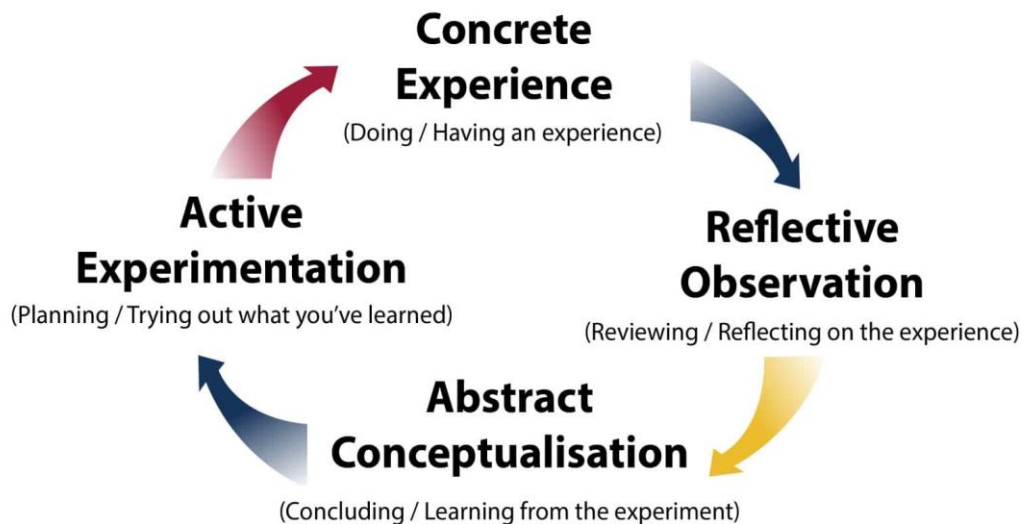 Concrete
Experience
(Doing / Having an experience)
Reflective
Observation
(Reviewing / Reflecting on the experience)
Abstract
Conceptualisation
(Concluding / Learning from the experiment)
Active
Experimentation
(Planning / Trying out what you've learned)